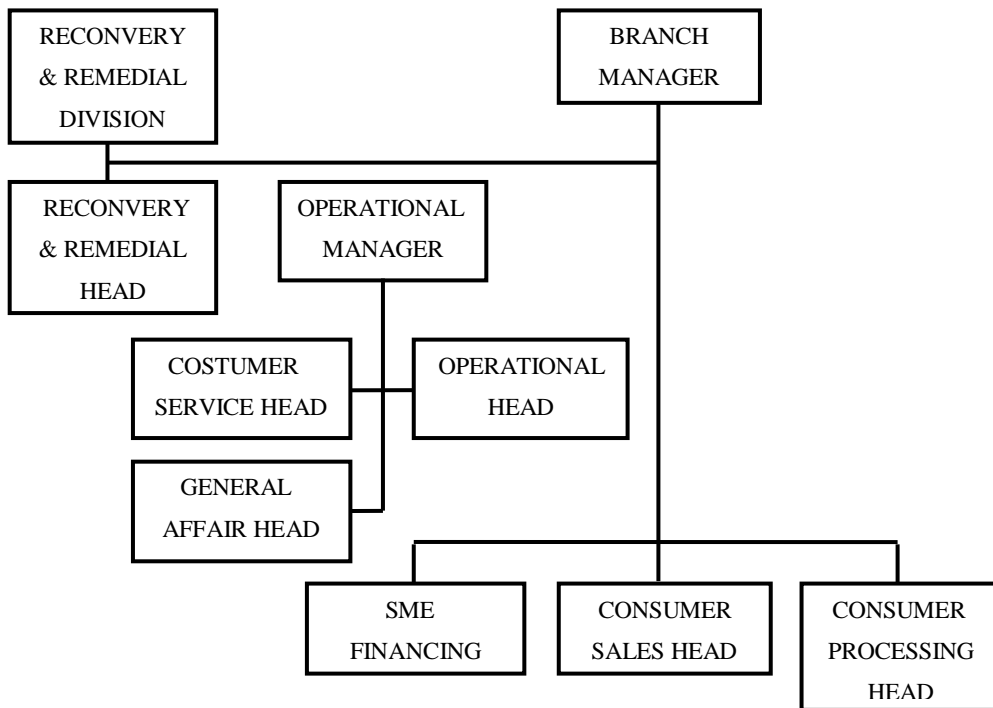 RECONVERY
& REMEDIAL
DIVISION
BRANCH
MANAGER
RECONVERY
& REMEDIAL
HEAD
OPERATIONAL
MANAGER
COSTUMER
SERVICE HEAD
OPERATIONAL
HEAD
GENERAL
AFFAIR HEAD
SME
FINANCING
CONSUMER
SALES HEAD
CONSUMER
PROCESSING
HEAD